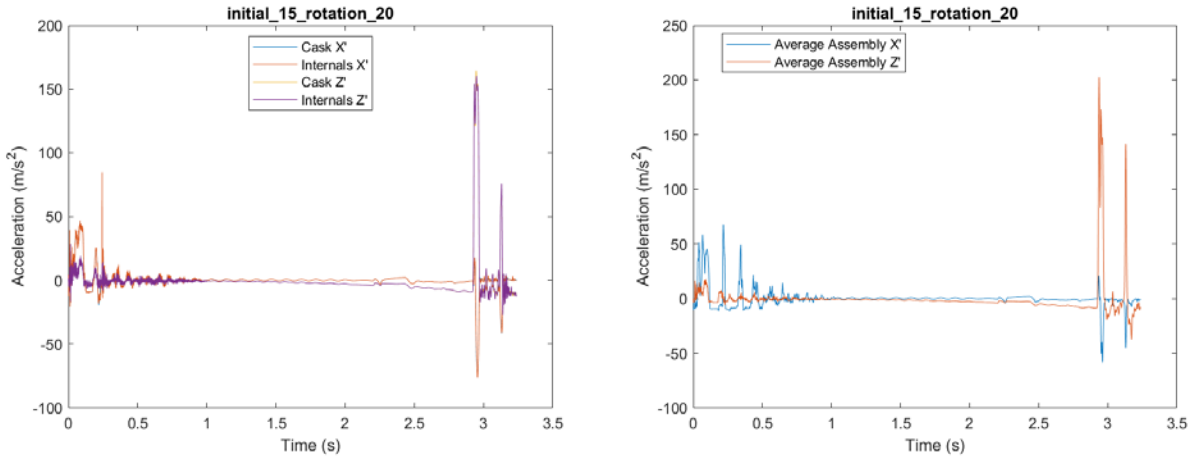 initial_15_rotation_20
200
150
100
50
0
-50
-100
Acceleration (m/s²)
Cask X'
Internals X'
Cask Z'
Internals Z'
0 0.5 1 1.5 2 2.5 3 3.5
Time (s)
initial_15_rotation_20
250
200
150
100
50
0
-50
-100
Acceleration (m/s²)
Average Assembly X'
Average Assembly Z'
0 0.5 1 1.5 2 2.5 3 3.5
Time (s)